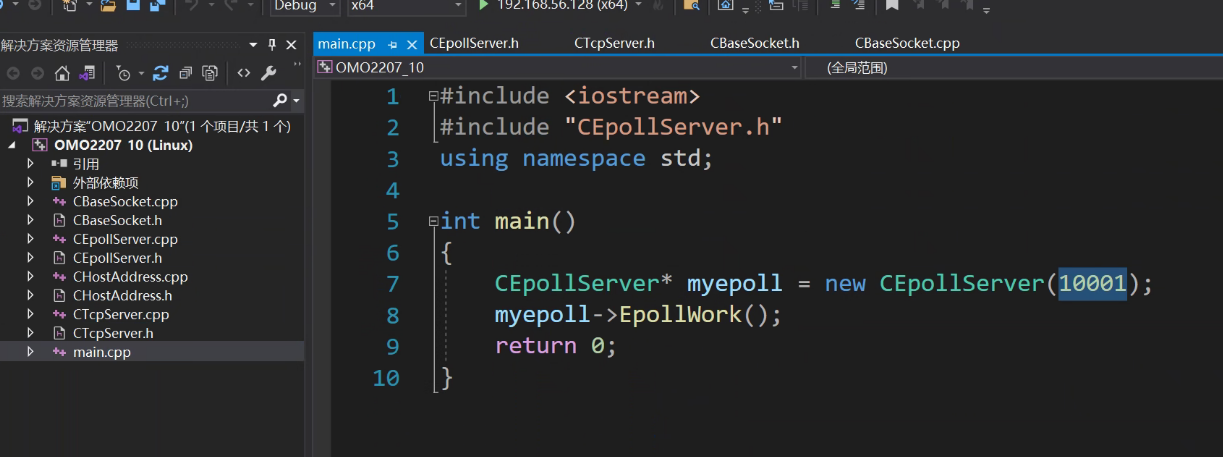 Debug x64 192.168.56.128 (x64)
解决方案资源管理器
main.cpp CEpollServer.h CTcpServer.h CBaseSocket.h CBaseSocket.cpp
OMO2207_10 (全局范围)
搜索解决方案资源管理器(Ctrl+;)
解决方案"OMO2207_10"(1 个项目/共 1 个)
OMO2207_10 (Linux)
引用
外部依赖项
CBaseSocket.cpp
CBaseSocket.h
CEpollServer.cpp
CEpollServer.h
CHostAddress.cpp
CHostAddress.h
CTcpServer.cpp
CTcpServer.h
main.cpp
1 #include <iostream>
2 #include "CEpollServer.h"
3 using namespace std;
4
5 int main()
6 {
7 CEpollServer* myepoll = new CEpollServer(10001);
8 myepoll->EpollWork();
9 return 0;
10 }